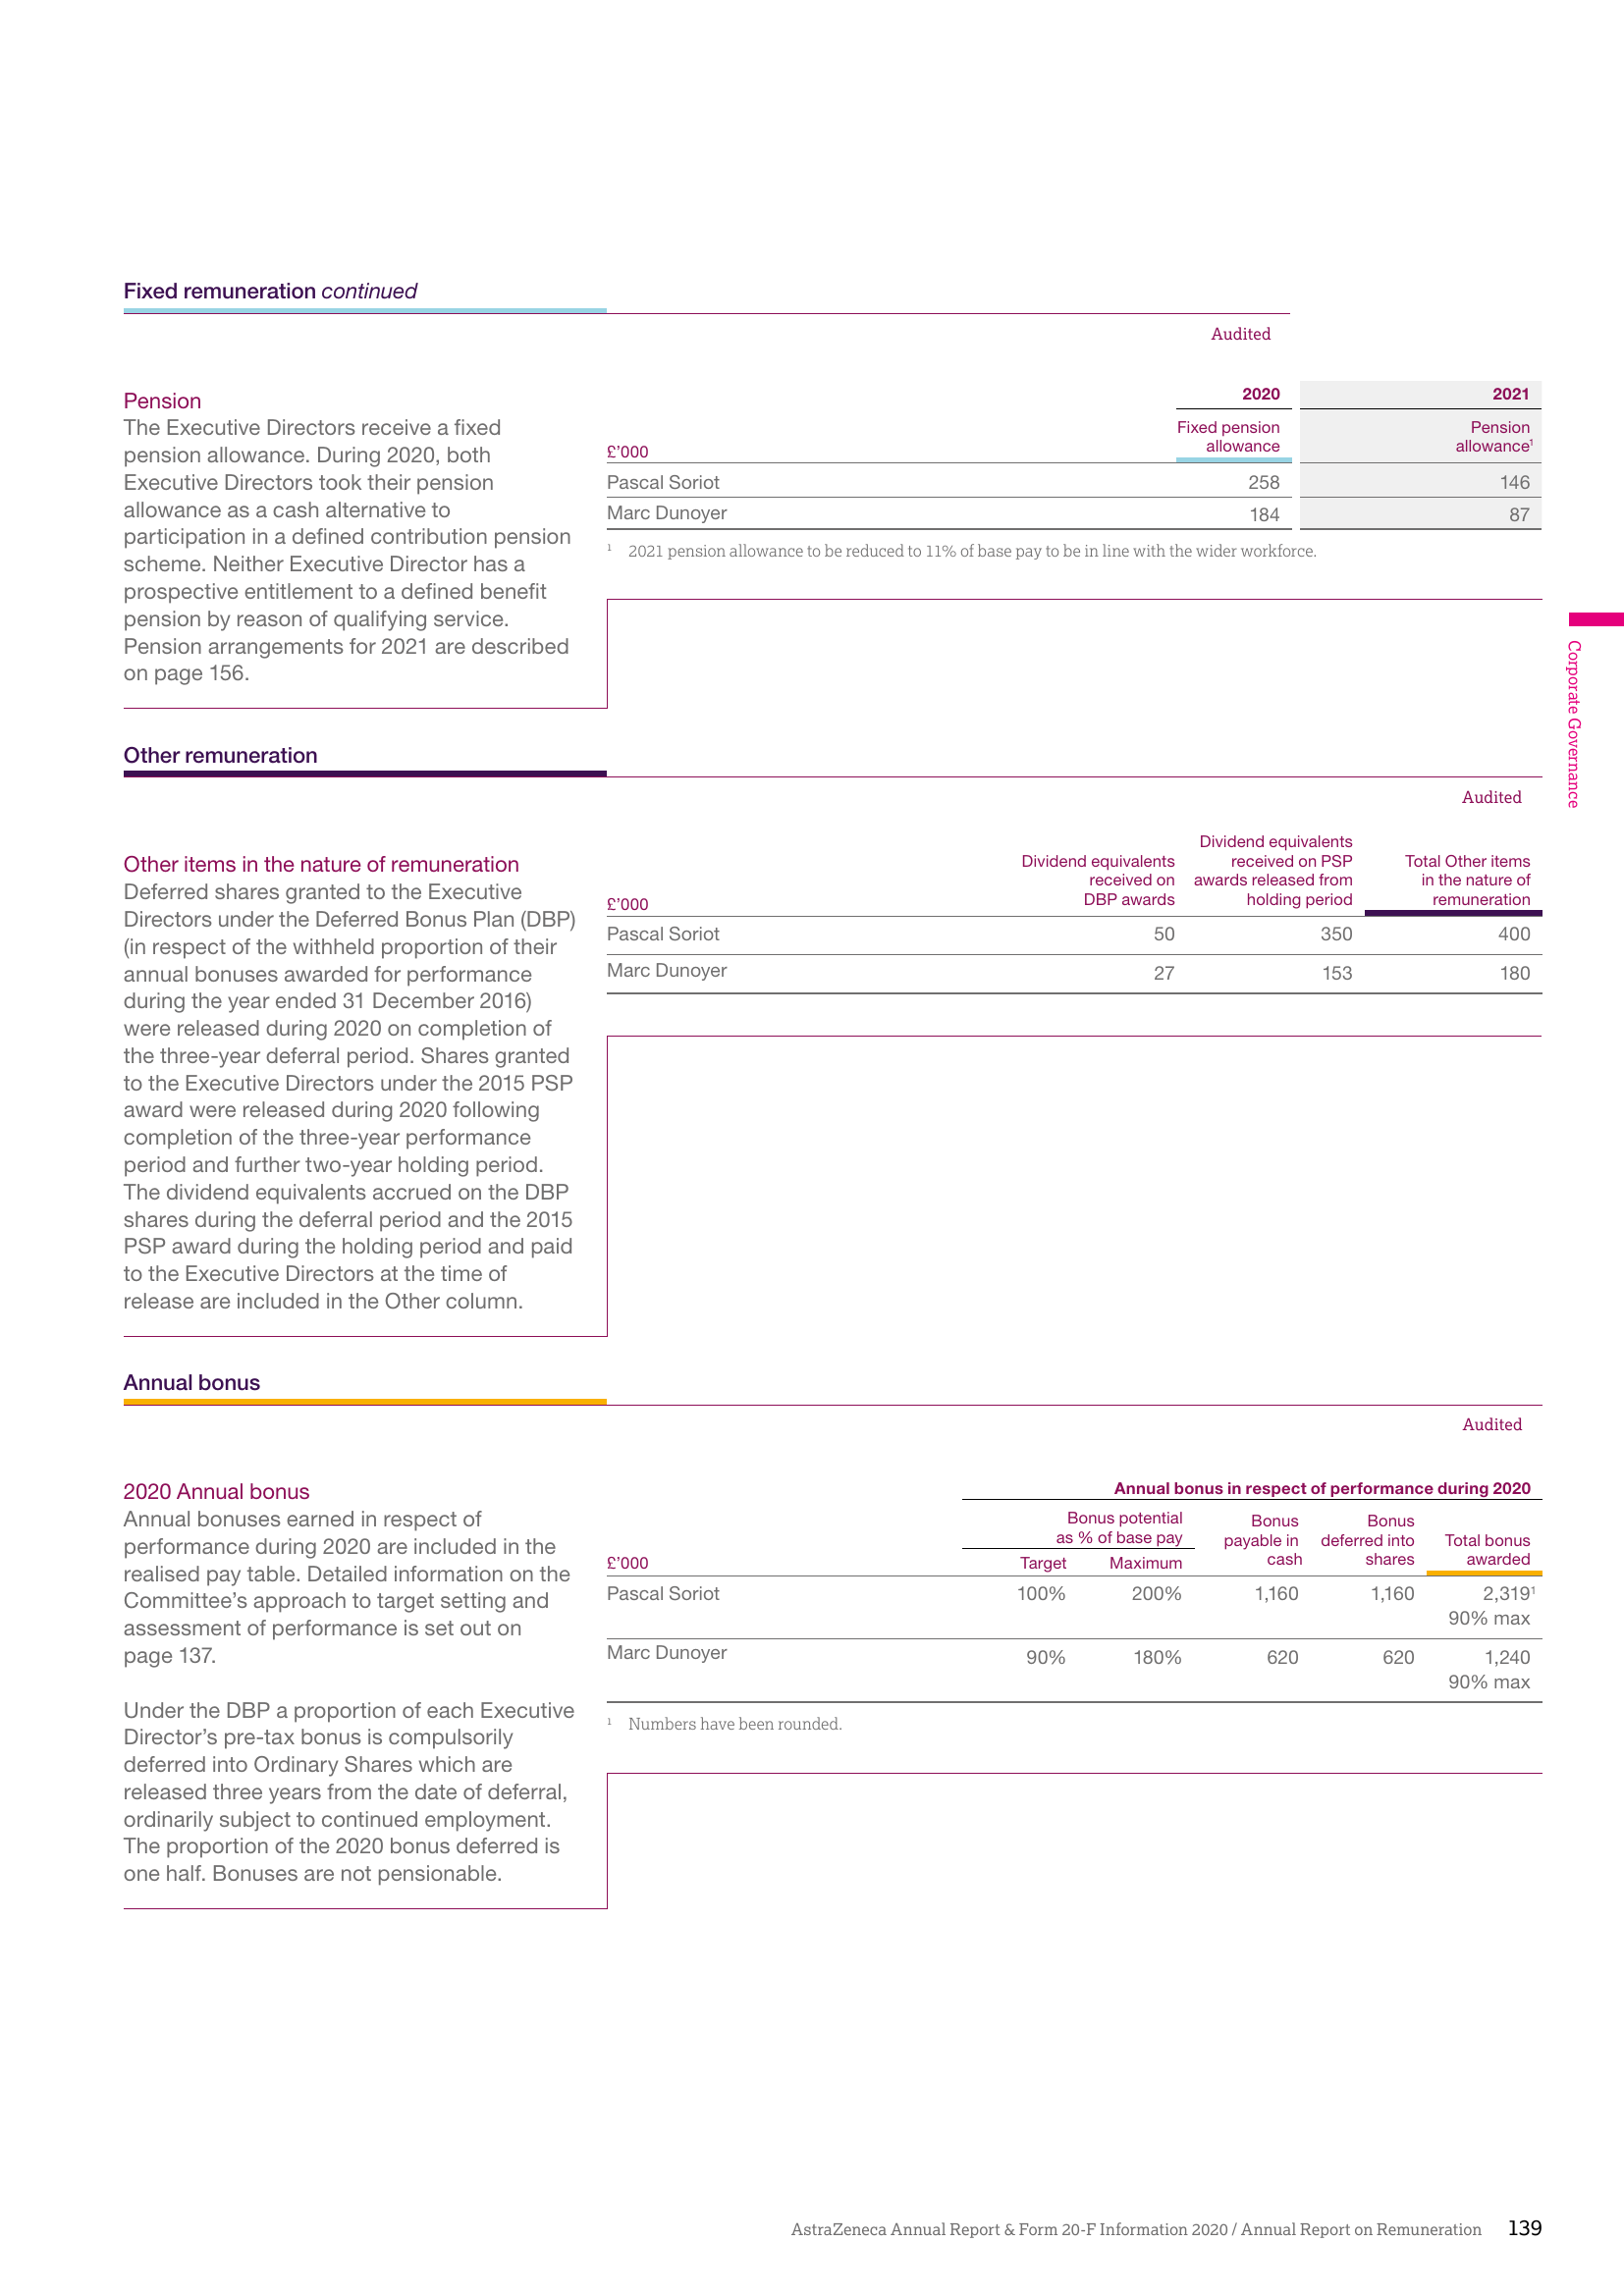 Fixed remuneration continued
Audited
Pension
The Executive Directors receive a fixed
pension allowance. During 2020, both
Executive Directors took their pension
allowance as a cash alternative to
participation in a defined contribution pension
scheme. Neither Executive Director has a
prospective entitlement to a defined benefit
pension by reason of qualifying service.
Pension arrangements for 2021 are described
on page 156.
2020 2021
£’000 Fixed pension allowance Pension allowance¹
Pascal Soriot 258 146
Marc Dunoyer 184 87
¹ 2021 pension allowance to be reduced to 11% of base pay to be in line with the wider workforce.
Corporate Governance
Other remuneration
Audited
Other items in the nature of remuneration
Deferred shares granted to the Executive
Directors under the Deferred Bonus Plan (DBP)
(in respect of the withheld proportion of their
annual bonuses awarded for performance
during the year ended 31 December 2016)
were released during 2020 on completion of
the three-year deferral period. Shares granted
to the Executive Directors under the 2015 PSP
award were released during 2020 following
completion of the three-year performance
period and further two-year holding period.
The dividend equivalents accrued on the DBP
shares during the deferral period and the 2015
PSP award during the holding period and paid
to the Executive Directors at the time of
release are included in the Other column.
£’000 Dividend equivalents received on DBP awards Dividend equivalents received on PSP awards released from holding period Total Other items in the nature of remuneration
Pascal Soriot 50 350 400
Marc Dunoyer 27 153 180
Annual bonus
Audited
2020 Annual bonus
Annual bonuses earned in respect of
performance during 2020 are included in the
realised pay table. Detailed information on the
Committee’s approach to target setting and
assessment of performance is set out on
page 137.
Under the DBP a proportion of each Executive
Director’s pre-tax bonus is compulsorily
deferred into Ordinary Shares which are
released three years from the date of deferral,
ordinarily subject to continued employment.
The proportion of the 2020 bonus deferred is
one half. Bonuses are not pensionable.
Annual bonus in respect of performance during 2020
Bonus potential as % of base pay
£’000 Target Maximum Bonus payable in cash Bonus deferred into shares Total bonus awarded
Pascal Soriot 100% 200% 1,160 1,160 2,319¹
90% max
Marc Dunoyer 90% 180% 620 620 1,240
90% max
¹ Numbers have been rounded.
AstraZeneca Annual Report & Form 20-F Information 2020 / Annual Report on Remuneration 139